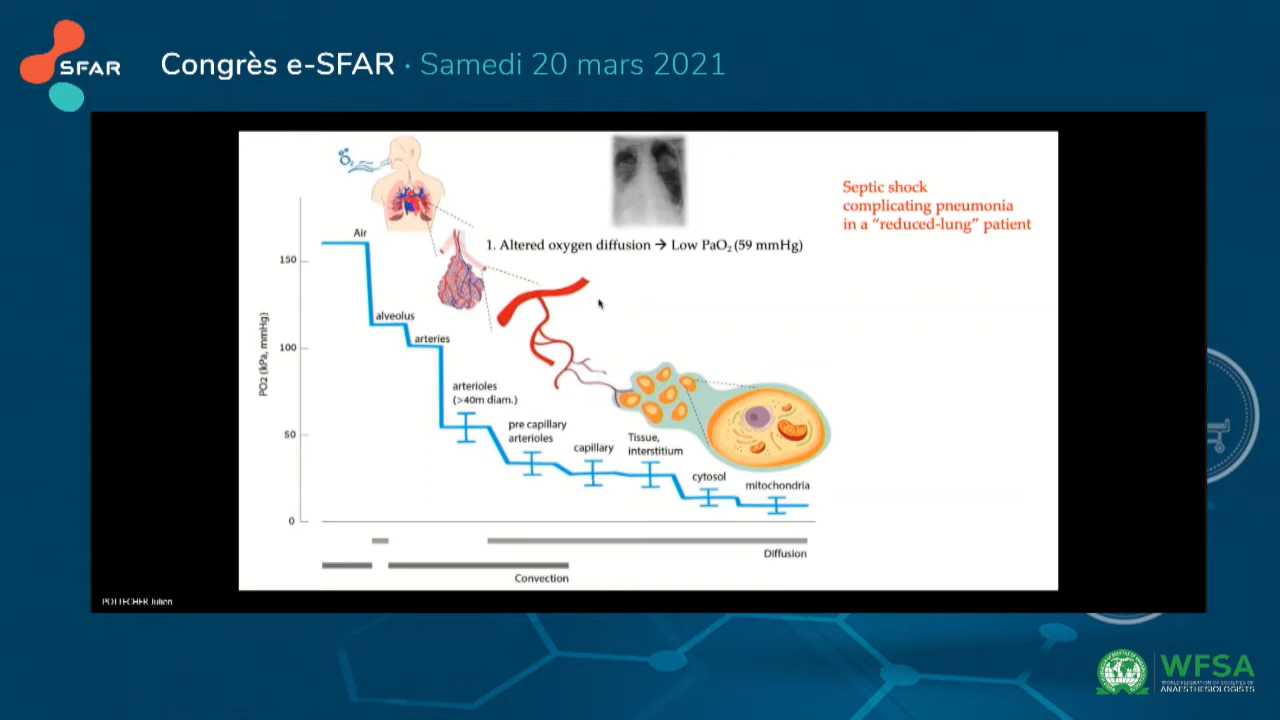 SFAR
Congrès e-SFAR · Samedi 20 mars 2021
O₂
Septic shock
complicating pneumonia
in a “reduced-lung” patient
1. Altered oxygen diffusion → Low PaO₂ (59 mmHg)
PO2 (kPa, mmHg)
150
100
50
0
Air
alveolus
arteries
arterioles
(>40m diam.)
pre capillary
arterioles
capillary
Tissue,
interstitium
cytosol
mitochondria
Diffusion
Convection
POTTECHER Julien
WFSA
WORLD FEDERATION OF SOCIETIES OF
ANAESTHESIOLOGISTS